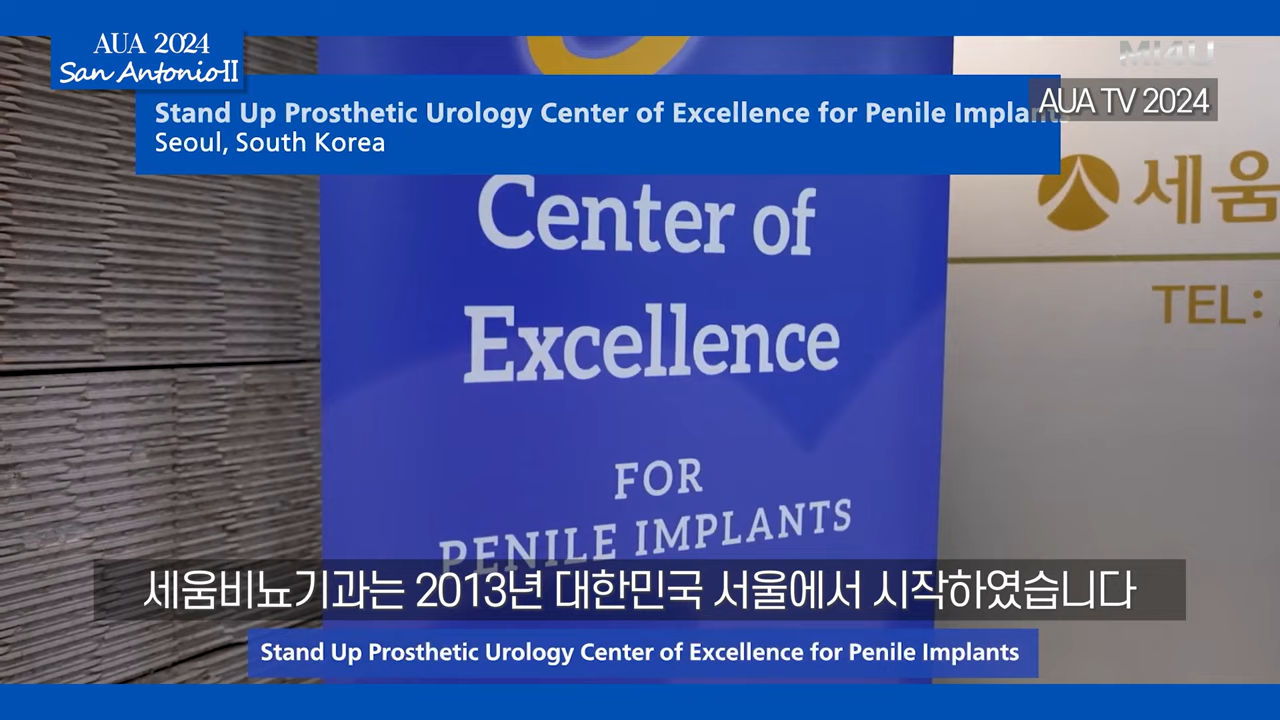 AUA 2024
San Antonio II
MI4U
AUA TV 2024
Stand Up Prosthetic Urology Center of Excellence for Penile Implants
Seoul, South Korea
세움
TEL:
Center of
Excellence
FOR
PENILE IMPLANTS
세움비뇨기과는 2013년 대한민국 서울에서 시작하였습니다
Stand Up Prosthetic Urology Center of Excellence for Penile Implants